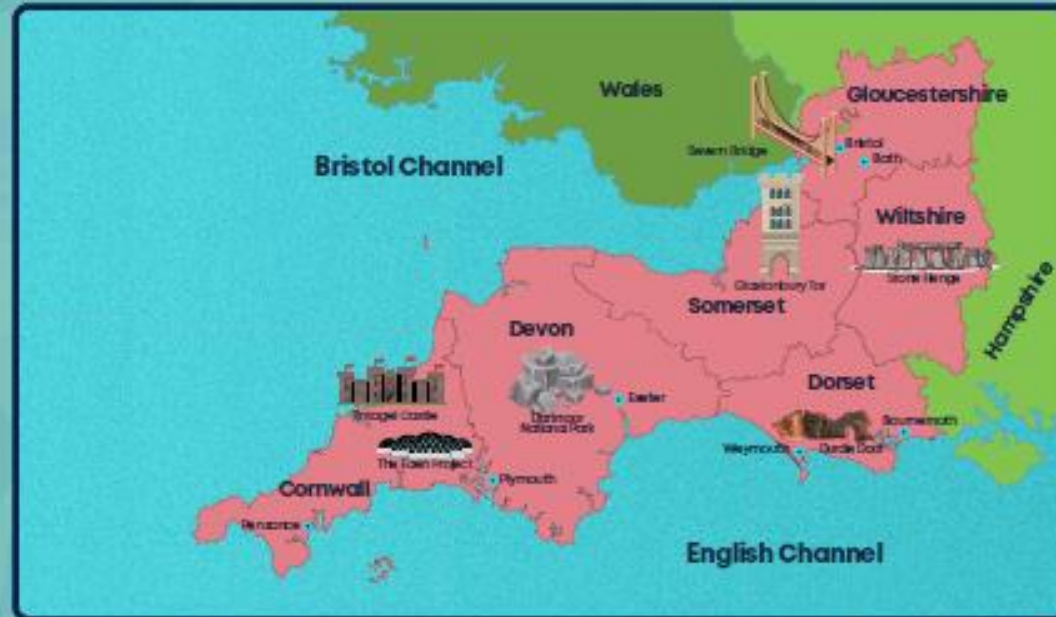 Wales
Gloucestershire
Severn Bridge
Bristol
Bath
Bristol Channel
Wiltshire
Stone Henge
Glastonbury Tor
Somerset
Hampshire
Devon
Dartmoor
National Park
Exeter
Dorset
Bournemouth
Weymouth
Durdle Door
Tintagel Castle
The Eden Project
Cornwall
Plymouth
Penzance
English Channel